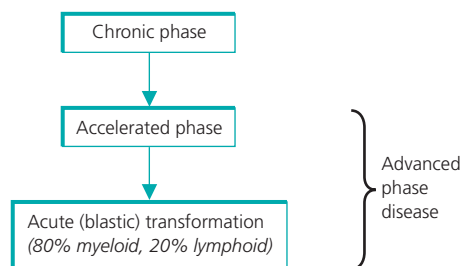 Chronic phase
Accelerated phase
Advanced
phase
disease
Acute (blastic) transformation
(80% myeloid, 20% lymphoid)